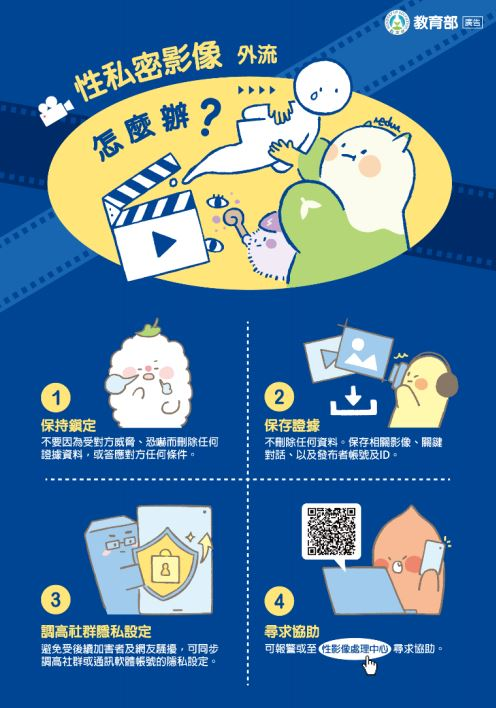 教育部 廣告
性私密影像 外流
怎麼辦?
1
保持鎮定
不要因為受對方威脅、恐嚇而刪除任何
證據資料，或答應對方任何條件。
2
保存證據
不刪除任何資料。保存相關影像、關鍵
對話、以及發布者帳號及ID。
3
調高社群隱私設定
避免受後續加害者及網友騷擾，可同步
調高社群或通訊軟體帳號的隱私設定。
4
尋求協助
可報警或至 性影像處理中心 尋求協助。